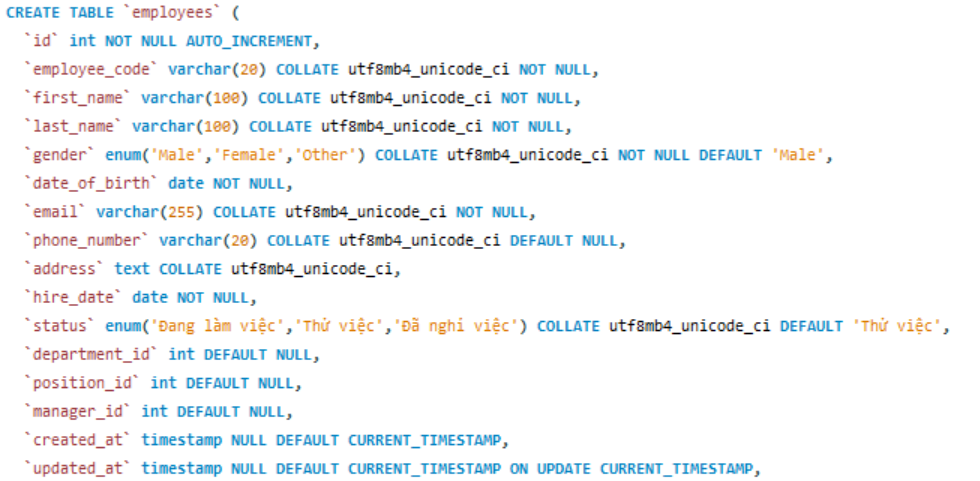 CREATE TABLE `employees` (
`id` int NOT NULL AUTO_INCREMENT,
`employee_code` varchar(20) COLLATE utf8mb4_unicode_ci NOT NULL,
`first_name` varchar(100) COLLATE utf8mb4_unicode_ci NOT NULL,
`last_name` varchar(100) COLLATE utf8mb4_unicode_ci NOT NULL,
`gender` enum('Male','Female','Other') COLLATE utf8mb4_unicode_ci NOT NULL DEFAULT 'Male',
`date_of_birth` date NOT NULL,
`email` varchar(255) COLLATE utf8mb4_unicode_ci NOT NULL,
`phone_number` varchar(20) COLLATE utf8mb4_unicode_ci DEFAULT NULL,
`address` text COLLATE utf8mb4_unicode_ci,
`hire_date` date NOT NULL,
`status` enum('Đang làm việc','Thử việc','Đã nghỉ việc') COLLATE utf8mb4_unicode_ci DEFAULT 'Thử việc',
`department_id` int DEFAULT NULL,
`position_id` int DEFAULT NULL,
`manager_id` int DEFAULT NULL,
`created_at` timestamp NULL DEFAULT CURRENT_TIMESTAMP,
`updated_at` timestamp NULL DEFAULT CURRENT_TIMESTAMP ON UPDATE CURRENT_TIMESTAMP,